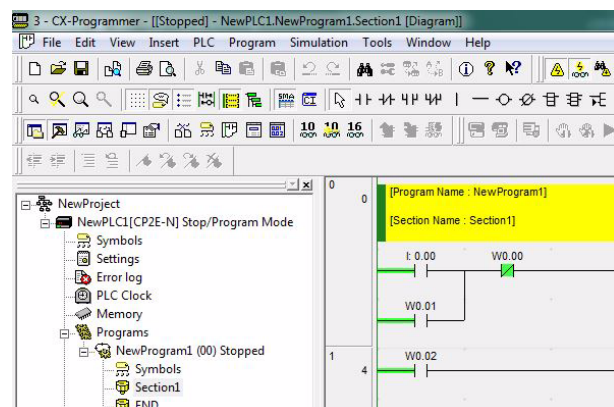 3 - CX-Programmer - [[Stopped] - NewPLC1.NewProgram1.Section1 [Diagram]]
File Edit View Insert PLC Program Simulation Tools Window Help
10 10 16
NewProject
NewPLC1[CP2E-N] Stop/Program Mode
Symbols
Settings
Error log
PLC Clock
Memory
Programs
NewProgram1 (00) Stopped
Symbols
Section1
END
0
0
[Program Name : NewProgram1]
[Section Name : Section1]
I: 0.00 W0.00
W0.01
1
4
W0.02